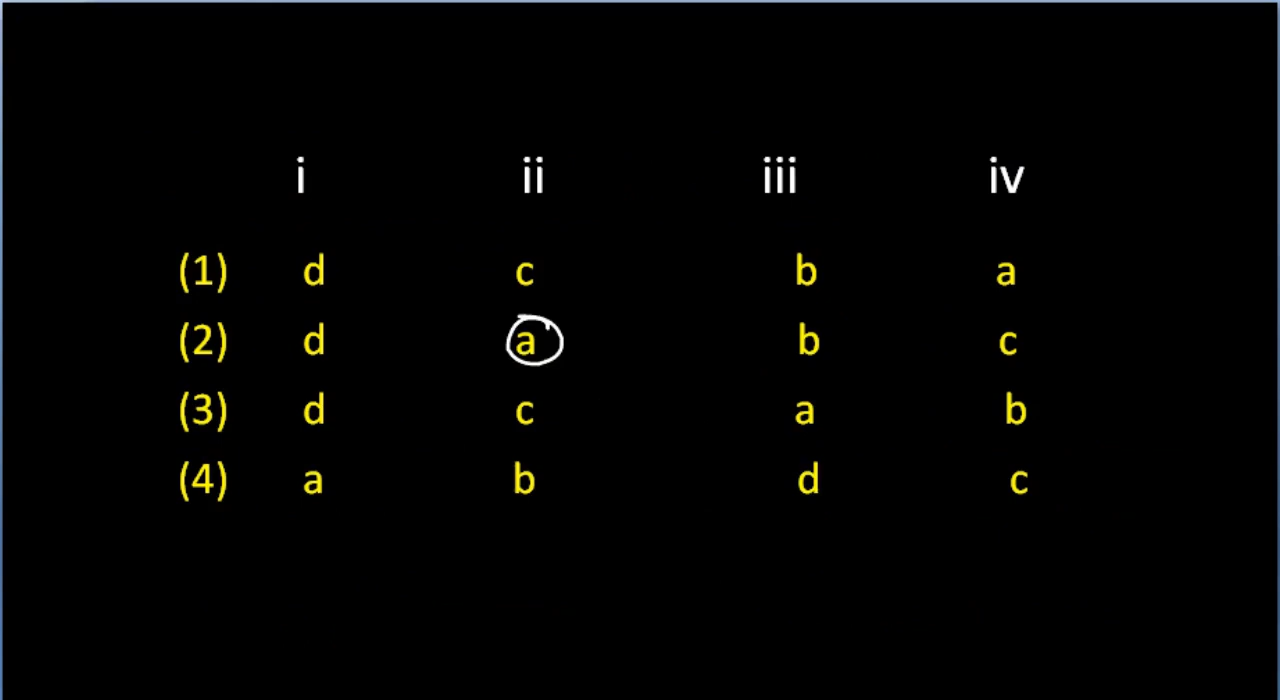 i ii iii iv
(1) d c b a
(2) d a b c
(3) d c a b
(4) a b d c